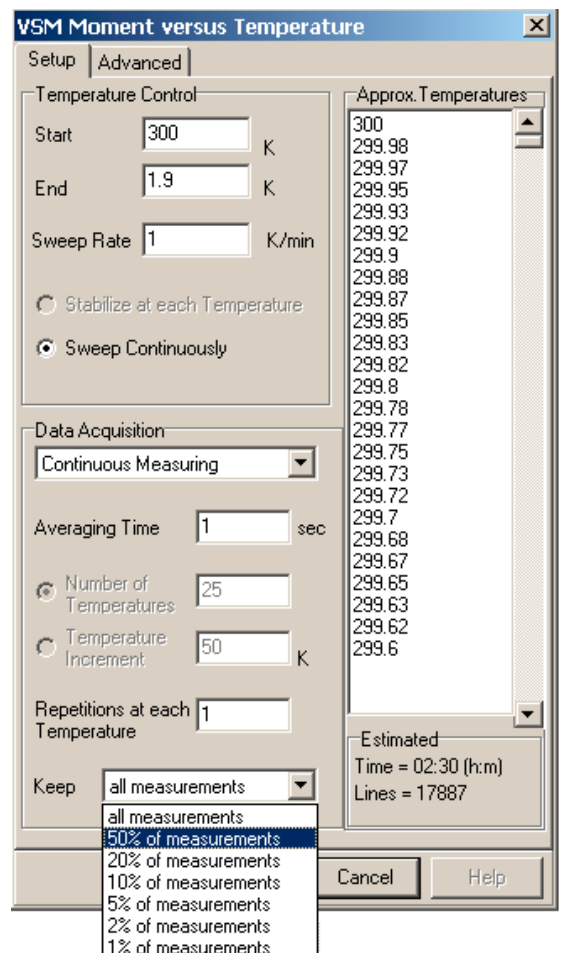 VSM Moment versus Temperature
Setup Advanced
Temperature Control
Start 300 K
End 1.9 K
Sweep Rate 1 K/min
Stabilize at each Temperature
Sweep Continuously
Approx. Temperatures
300
299.98
299.97
299.95
299.93
299.92
299.9
299.88
299.87
299.85
299.83
299.82
299.8
299.78
299.77
299.75
299.73
299.72
299.7
299.68
299.67
299.65
299.63
299.62
299.6
Data Acquisition
Continuous Measuring
Averaging Time 1 sec
Number of
Temperatures 25
Temperature
Increment 50 K
Repetitions at each
Temperature 1
Keep all measurements
all measurements
50% of measurements
20% of measurements
10% of measurements
5% of measurements
2% of measurements
1% of measurements
Estimated
Time = 02:30 (h:m)
Lines = 17887
Cancel Help